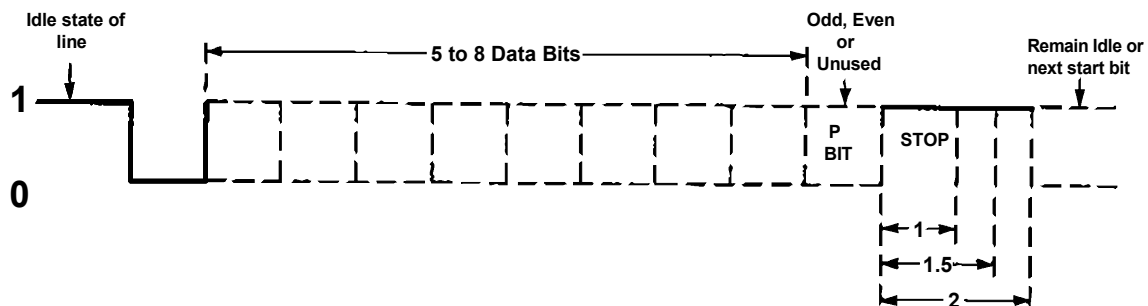 Idle state of
line
5 to 8 Data Bits
Odd, Even
or
Unused
Remain Idle or
next start bit
1
0
P
BIT
STOP
1
1.5
2